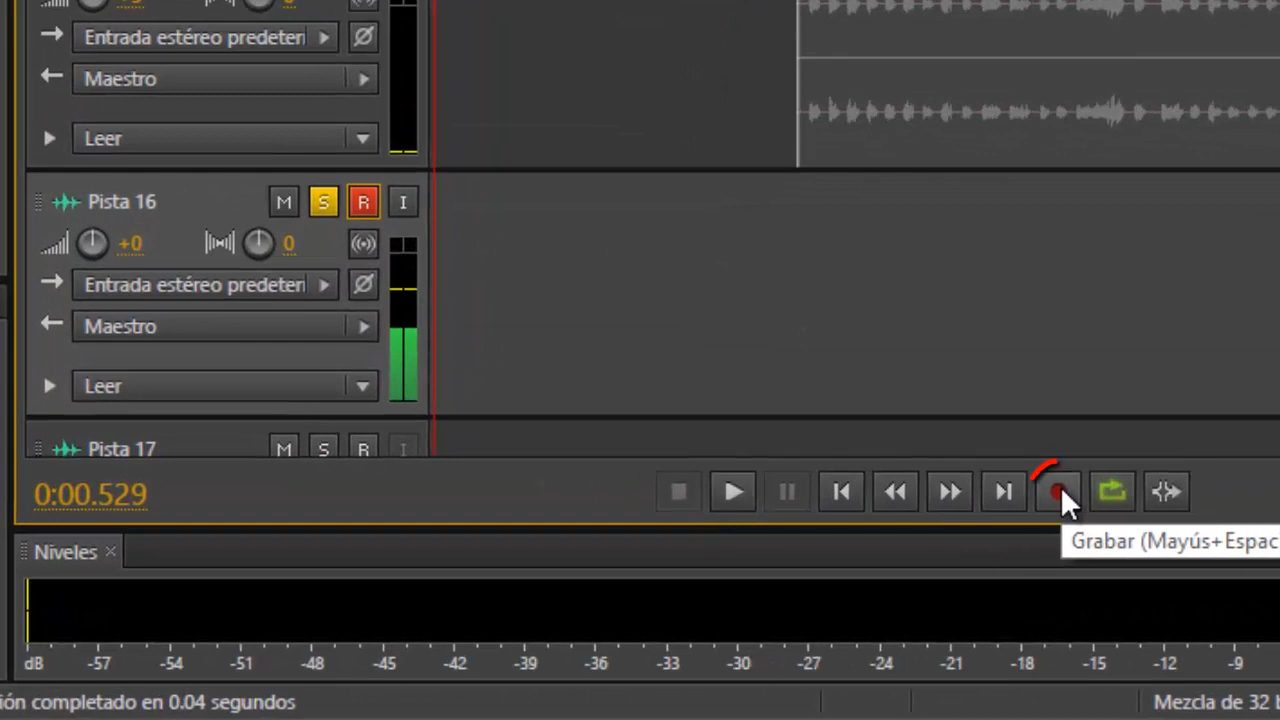 Entrada estéreo predeteri
Maestro
Leer
Pista 16 M S R I
+0 0
Entrada estéreo predeteri
Maestro
Leer
Pista 17 M S R I
0:00.529
Grabar (Mayús+Espac
Niveles
dB -57 -54 -51 -48 -45 -42 -39 -36 -33 -30 -27 -24 -21 -18 -15 -12 -9
ión completado en 0.04 segundos
Mezcla de 32 b